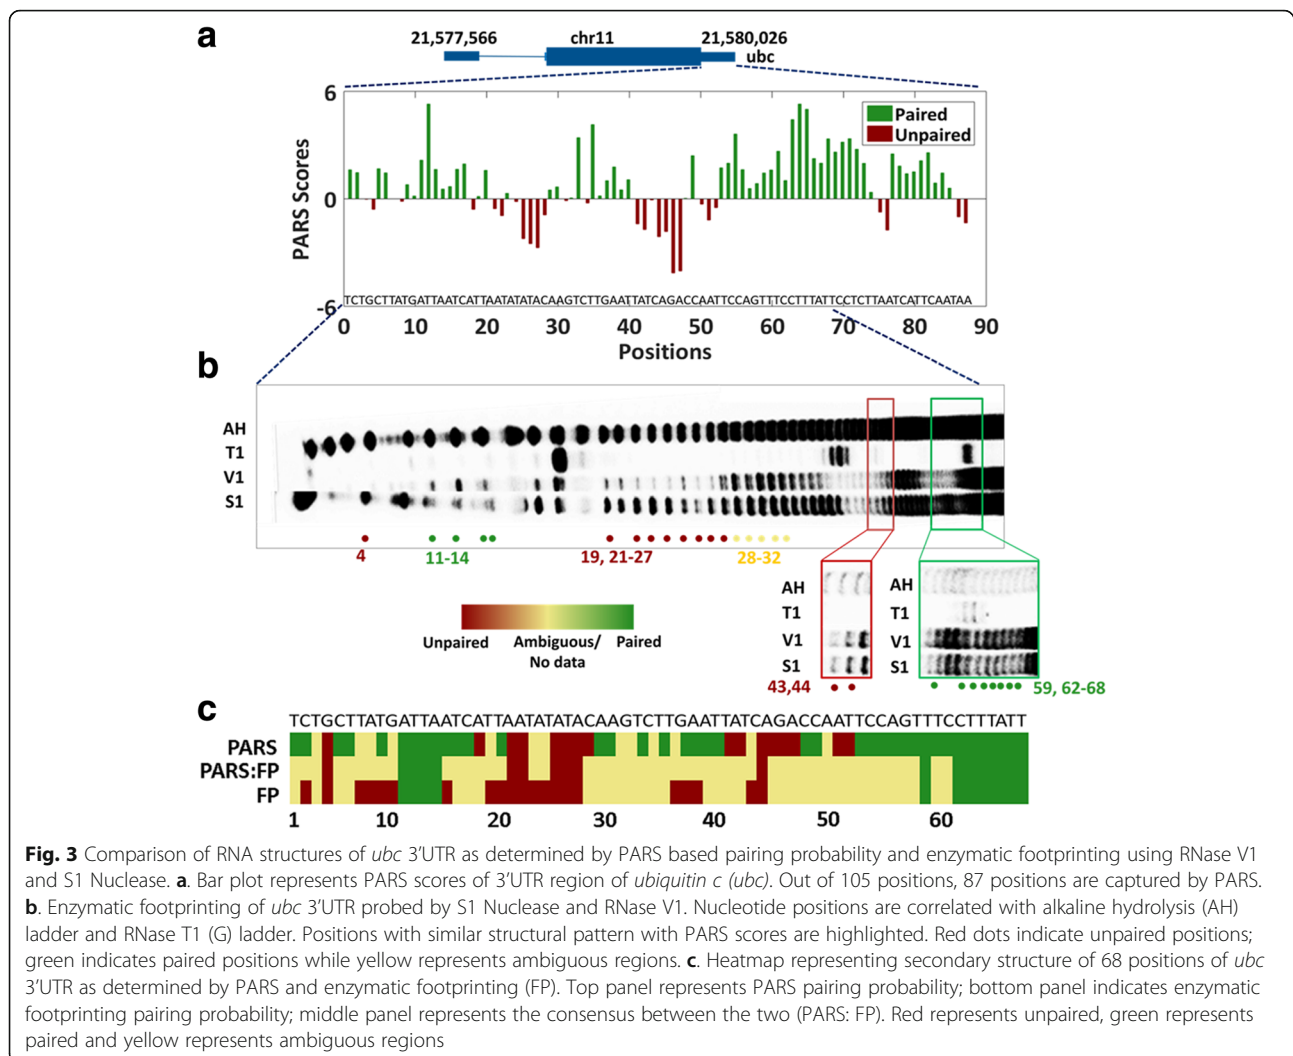 a
21,577,566 chr11 21,580,026
ubc
6
Paired
Unpaired
PARS Scores
0
-6
TCTGCTTATGATTAATCATTAATATATACAAGTCTTGAATTATCAGACCAATTCCAGTTTCCTTTATTCCTCTTAATCATTCAATAA
0 10 20 30 40 50 60 70 80 90
Positions
b
AH
T1
V1
S1
4 11-14 19, 21-27 28-32
AH AH
T1 T1
V1 V1
S1 S1
Unpaired Ambiguous/ No data Paired
43,44 59, 62-68
c
TCTGCTTATGATTAATCATTAATATATACAAGTCTTGAATTATCAGACCAATTCCAGTTTCCTTTATT
PARS
PARS:FP
FP
1 10 20 30 40 50 60
Fig. 3 Comparison of RNA structures of ubc 3’UTR as determined by PARS based pairing probability and enzymatic footprinting using RNase V1
and S1 Nuclease. a. Bar plot represents PARS scores of 3’UTR region of ubiquitin c (ubc). Out of 105 positions, 87 positions are captured by PARS.
b. Enzymatic footprinting of ubc 3’UTR probed by S1 Nuclease and RNase V1. Nucleotide positions are correlated with alkaline hydrolysis (AH)
ladder and RNase T1 (G) ladder. Positions with similar structural pattern with PARS scores are highlighted. Red dots indicate unpaired positions;
green indicates paired positions while yellow represents ambiguous regions. c. Heatmap representing secondary structure of 68 positions of ubc
3’UTR as determined by PARS and enzymatic footprinting (FP). Top panel represents PARS pairing probability; bottom panel indicates enzymatic
footprinting pairing probability; middle panel represents the consensus between the two (PARS: FP). Red represents unpaired, green represents
paired and yellow represents ambiguous regions